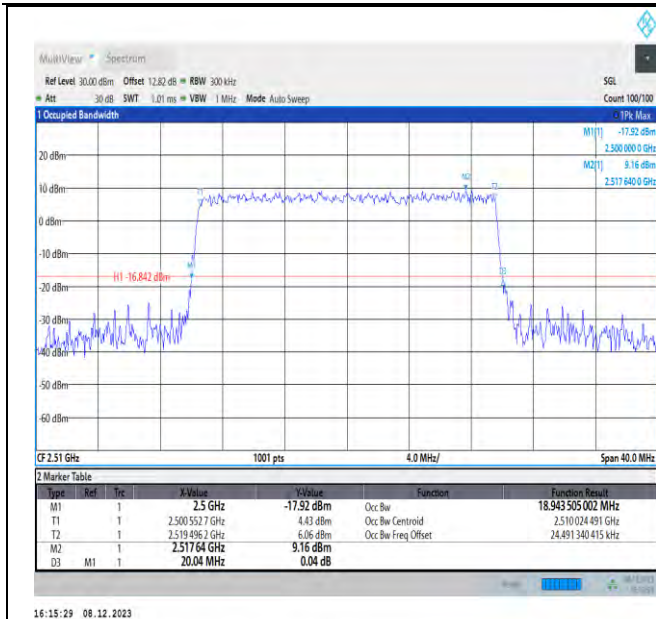 MultiView Spectrum
Ref Level 30.00 dBm Offset 12.82 dB RBW 300 kHz SGL
Att 30 dB SWT 1.01 ms VBW 1 MHz Mode Auto Sweep Count 100/100
1 Occupied Bandwidth 1Pk Max
M1[1] -17.92 dBm
2.500 000 0 GHz
M2[1] 9.16 dBm
2.517 640 0 GHz
20 dBm
10 dBm
M2
T1 T2
0 dBm
-10 dBm
M1
H1 -16.842 dBm
D3
-20 dBm
-30 dBm
-40 dBm
-50 dBm
-60 dBm
CF 2.51 GHz 1001 pts 4.0 MHz/ Span 40.0 MHz
2 Marker Table
Type Ref Trc X-Value Y-Value Function Function Result
M1 1 2.5 GHz -17.92 dBm Occ Bw 18.943 505 002 MHz
T1 1 2.500 552 7 GHz 4.43 dBm Occ Bw Centroid 2.510 024 491 GHz
T2 1 2.519 496 2 GHz 6.06 dBm Occ Bw Freq Offset 24.491 340 415 kHz
M2 1 2.517 64 GHz 9.16 dBm
D3 M1 1 20.04 MHz 0.04 dB
16:15:29 08.12.2023